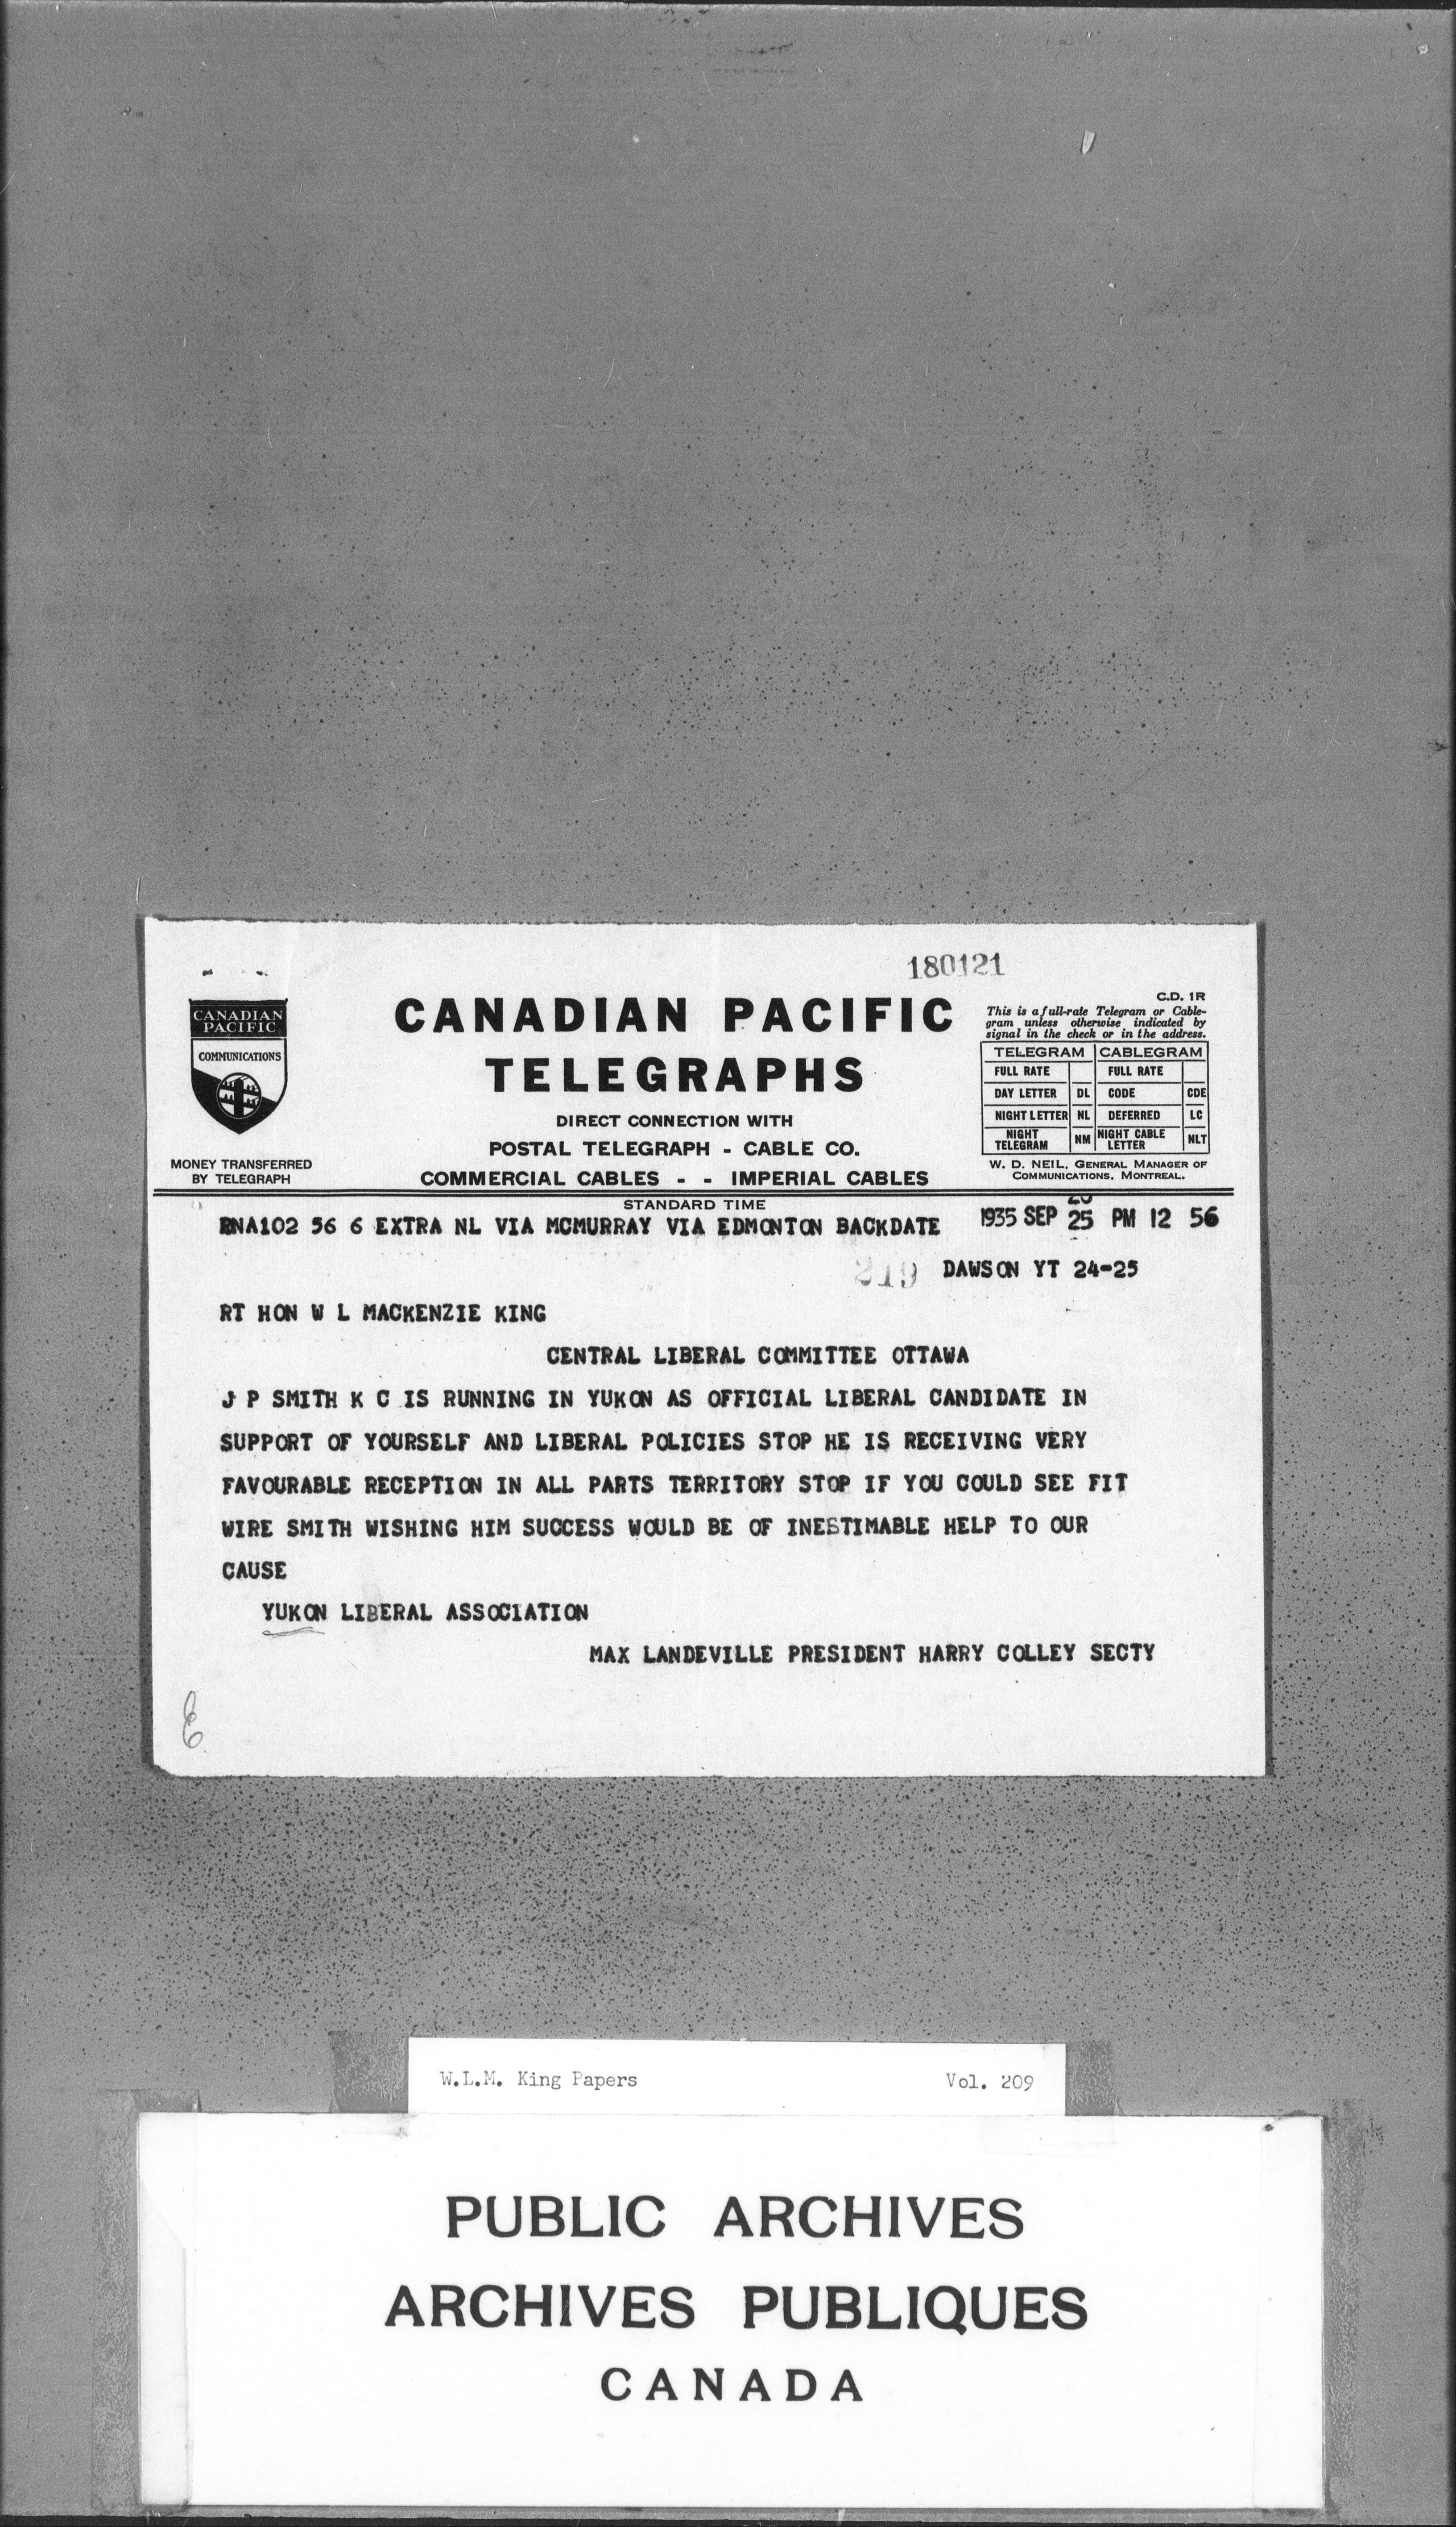 180121
CANADIAN
PACIFIC
COMMUNICATIONS
MONEY TRANSFERRED
BY TELEGRAPH
CANADIAN PACIFIC
TELEGRAPHS
DIRECT CONNECTION WITH
POSTAL TELEGRAPH - CABLE CO.
COMMERCIAL CABLES - - IMPERIAL CABLES
C.D. 1R
This is a full-rate Telegram or Cable-
gram unless otherwise indicated by
signal in the check or in the address.
TELEGRAM CABLEGRAM
FULL RATE FULL RATE
DAY LETTER DL CODE CDE
NIGHT LETTER NL DEFERRED LC
NIGHT TELEGRAM NM NIGHT CABLE LETTER NLT
W. D. NEIL, GENERAL MANAGER OF
COMMUNICATIONS, MONTREAL.
STANDARD TIME
RNA102 56 6 EXTRA NL VIA MCMURRAY VIA EDMONTON BACKDATE 1935 SEP 25 PM 12 56
219 DAWSON YT 24-25
RT HON W L MACKENZIE KING
CENTRAL LIBERAL COMMITTEE OTTAWA
J P SMITH K C IS RUNNING IN YUKON AS OFFICIAL LIBERAL CANDIDATE IN
SUPPORT OF YOURSELF AND LIBERAL POLICIES STOP HE IS RECEIVING VERY
FAVOURABLE RECEPTION IN ALL PARTS TERRITORY STOP IF YOU COULD SEE FIT
WIRE SMITH WISHING HIM SUCCESS WOULD BE OF INESTIMABLE HELP TO OUR
CAUSE
YUKON LIBERAL ASSOCIATION
MAX LANDEVILLE PRESIDENT HARRY COLLEY SECTY
W.L.M. King Papers Vol. 209
PUBLIC ARCHIVES
ARCHIVES PUBLIQUES
CANADA